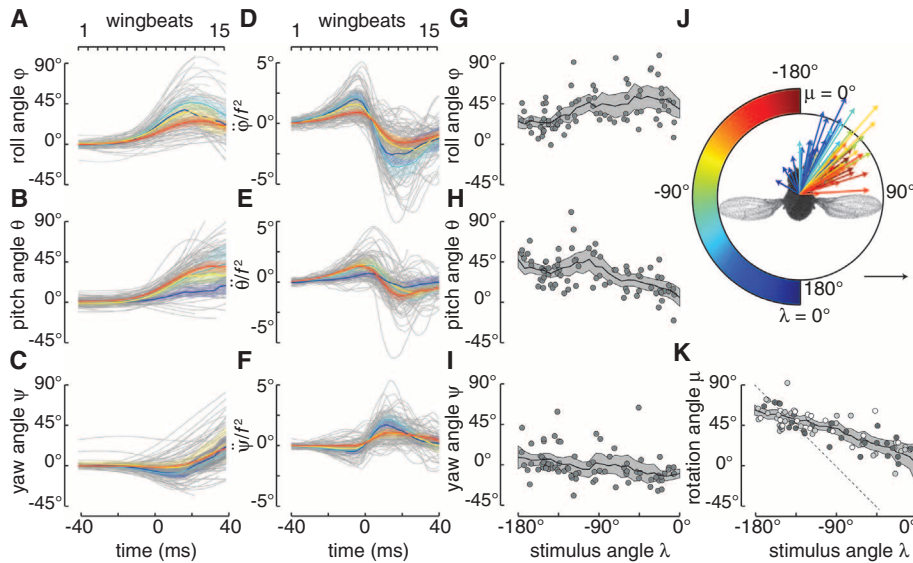 A
wingbeats
1 15
roll angle φ
90°
45°
0°
-45°
B
pitch angle θ
90°
45°
0°
-45°
C
yaw angle ψ
90°
45°
0°
-45°
-40 0 40
time (ms)
D
wingbeats
1 15
φ̈/f²
5°
0
-5°
E
θ̈/f²
5°
0
-5°
F
ψ̈/f²
5°
0
-5°
-40 0 40
time (ms)
G
roll angle φ
90°
45°
0°
-45°
H
pitch angle θ
90°
45°
0°
-45°
I
yaw angle ψ
90°
45°
0°
-45°
-180° -90° 0°
stimulus angle λ
J
-180°
μ = 0°
-90°
90°
180°
λ = 0°
K
rotation angle μ
90°
45°
0°
-45°
-180° -90° 0°
stimulus angle λ